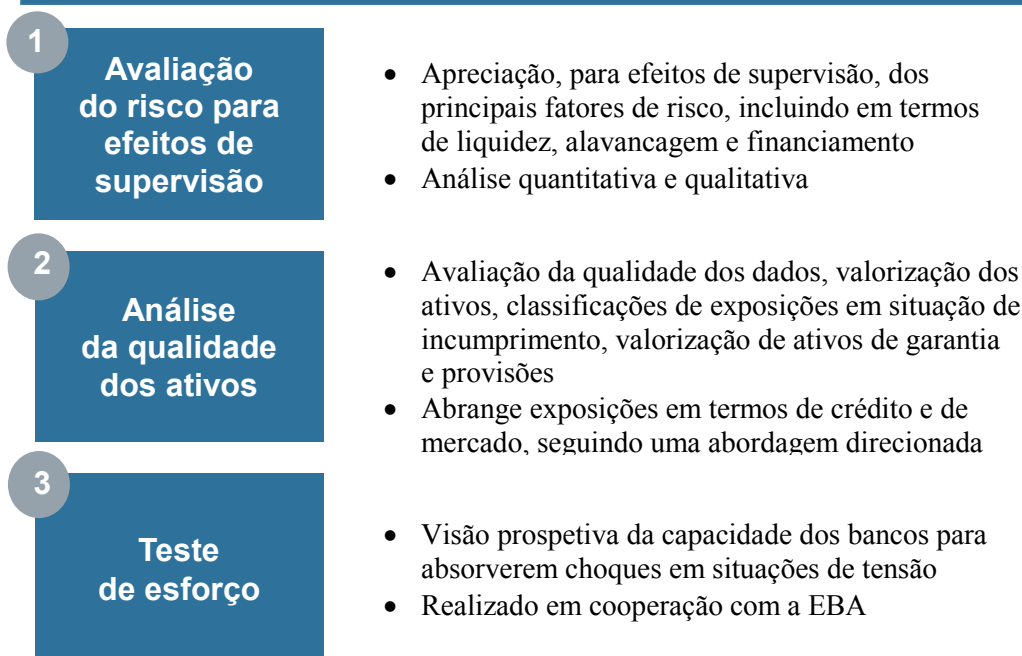 1
Avaliação
do risco para
efeitos de
supervisão
• Apreciação, para efeitos de supervisão, dos
principais fatores de risco, incluindo em termos
de liquidez, alavancagem e financiamento
• Análise quantitativa e qualitativa
2
Análise
da qualidade
dos ativos
• Avaliação da qualidade dos dados, valorização dos
ativos, classificações de exposições em situação de
incumprimento, valorização de ativos de garantia
e provisões
• Abrange exposições em termos de crédito e de
mercado, seguindo uma abordagem direcionada
3
Teste
de esforço
• Visão prospetiva da capacidade dos bancos para
absorverem choques em situações de tensão
• Realizado em cooperação com a EBA